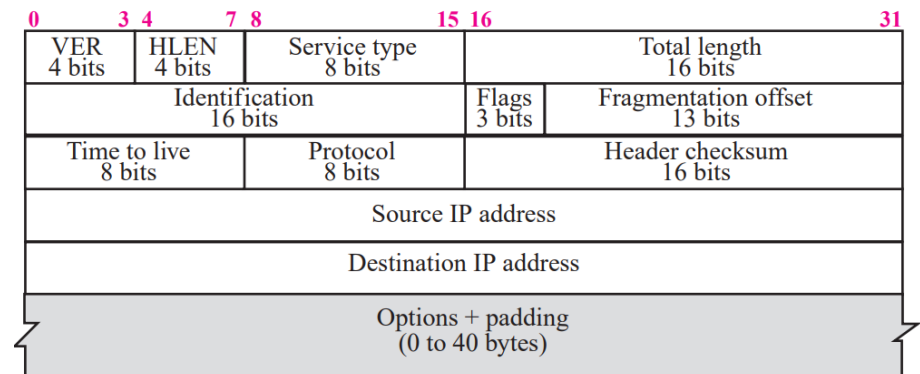 0 3 4 7 8 15 16 31
VER HLEN Service type Total length
4 bits 4 bits 8 bits 16 bits
Identification Flags Fragmentation offset
16 bits 3 bits 13 bits
Time to live Protocol Header checksum
8 bits 8 bits 16 bits
Source IP address
Destination IP address
Options + padding
(0 to 40 bytes)